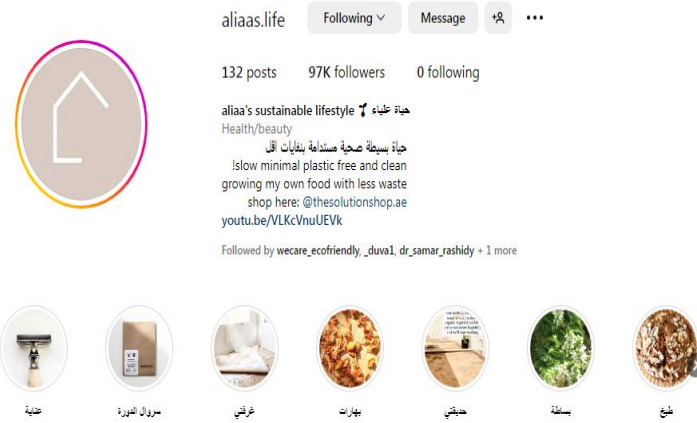 aliaas.life Following Message
132 posts 97K followers 0 following
aliaa's sustainable lifestyle حياة علياء
Health/beauty
حياة بسيطة صحية مستدامة بنفايات اقل
!slow minimal plastic free and clean
growing my own food with less waste
shop here: @thesolutionshop.ae
youtu.be/VLKcVnuUEVk
Followed by wecare_ecofriendly, _duva1, dr_samar_rashidy + 1 more
عناية
سروال الدورة
غرفتي
بهارات
حديقتي
بساطة
طبخ